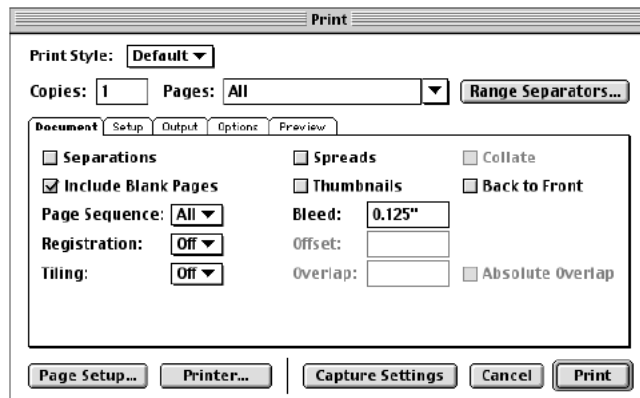 Print
Print Style: Default
Copies: 1 Pages: All Range Separators...
Document Setup Output Options Preview
Separations Spreads Collate
Include Blank Pages Thumbnails Back to Front
Page Sequence: All Bleed: 0.125"
Registration: Off Offset:
Tiling: Off Overlap: Absolute Overlap
Page Setup... Printer... Capture Settings Cancel Print